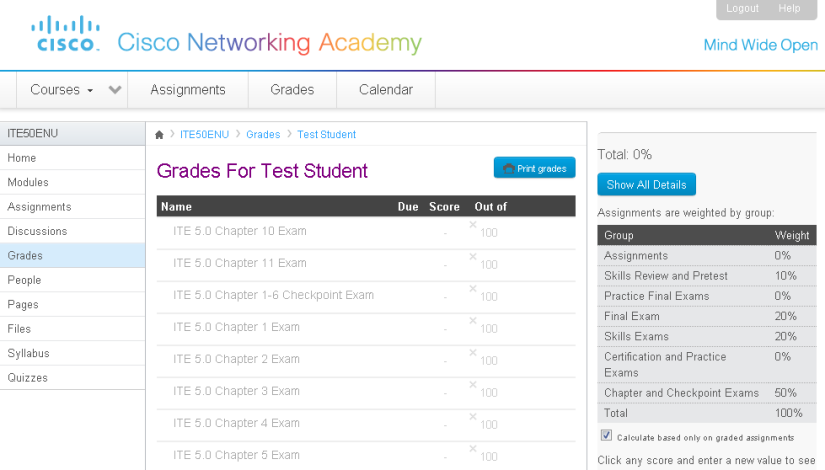 Logout Help
CISCO. Cisco Networking Academy
Mind Wide Open
Courses Assignments Grades Calendar
ITE50ENU
Home
Modules
Assignments
Discussions
Grades
People
Pages
Files
Syllabus
Quizzes
ITE50ENU > Grades > Test Student
Grades For Test Student
Print grades
Name Due Score Out of
ITE 5.0 Chapter 10 Exam - × 100
ITE 5.0 Chapter 11 Exam - × 100
ITE 5.0 Chapter 1-6 Checkpoint Exam - × 100
ITE 5.0 Chapter 1 Exam - × 100
ITE 5.0 Chapter 2 Exam - × 100
ITE 5.0 Chapter 3 Exam - × 100
ITE 5.0 Chapter 4 Exam - × 100
ITE 5.0 Chapter 5 Exam - × 100
Total: 0%
Show All Details
Assignments are weighted by group:
Group Weight
Assignments 0%
Skills Review and Pretest 10%
Practice Final Exams 0%
Final Exam 20%
Skills Exams 20%
Certification and Practice 0%
Exams
Chapter and Checkpoint Exams 50%
Total 100%
Calculate based only on graded assignments
Click any score and enter a new value to see